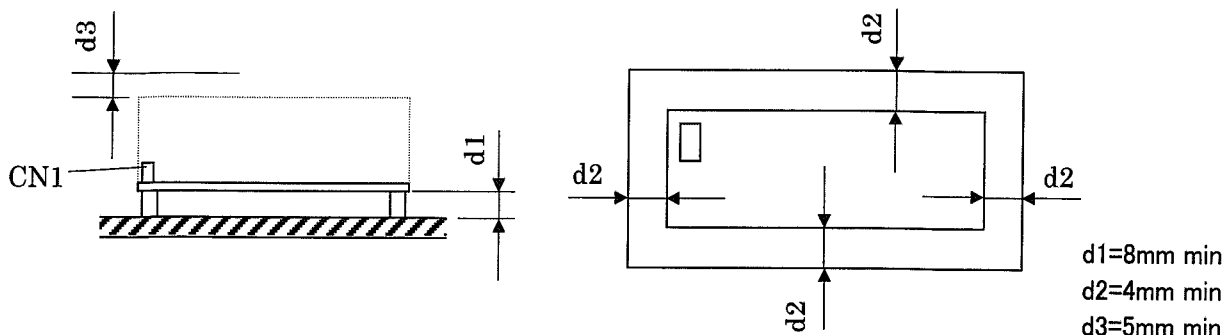 d3
CN1
d1
d2
d2
d2
d2
d1=8mm min
d2=4mm min
d3=5mm min